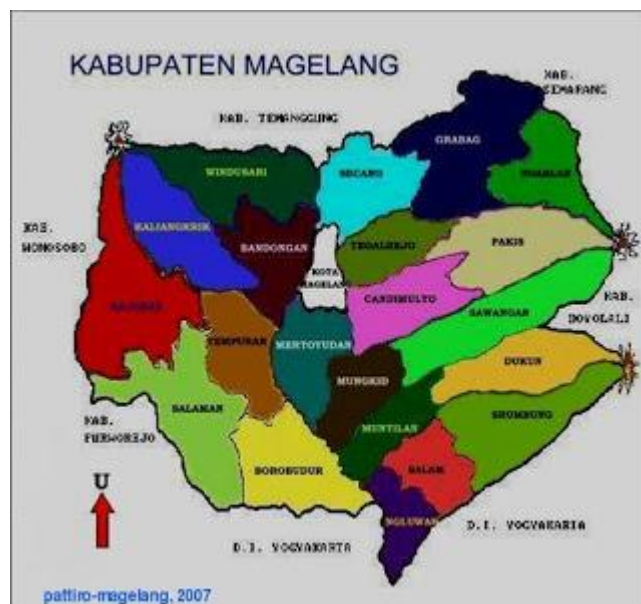 KABUPATEN MAGELANG
KAB.
SEMARANG
KAB. TEMANGGUNG
GRABAG
WINDUSARI
SECANG
NGABLAK
KAB.
WONOSOBO
KALIANGKRIK
BANDONGAN
TEGALREJO
PAKIS
KOTA
MAGELANG
CANDIMULYO
SAWANGAN
KAB.
BOYOLALI
KAJORAN
TEMPURAN
MERTOYUDAN
MUNGKID
DUKUN
SALAMAN
KAB.
PURWOREJO
MUNTILAN
SRUMBUNG
BOROBUDUR
SALAM
U
NGLUWAR
D.I. YOGYAKARTA
D.I. YOGYAKARTA
pattiro-magelang, 2007